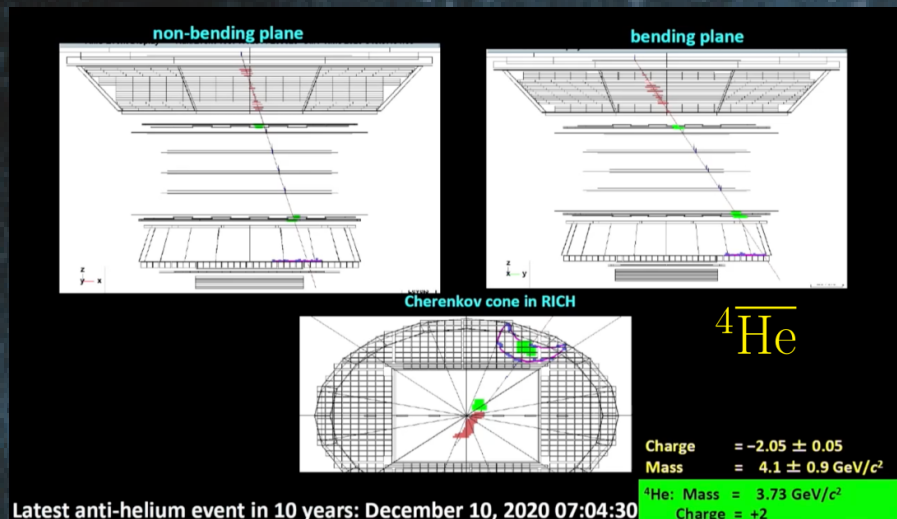 non-bending plane
bending plane
z
y x
z
x y
Cherenkov cone in RICH
⁴H̅e̅
Charge = −2.05 ± 0.05
Mass = 4.1 ± 0.9 GeV/c²
⁴He: Mass = 3.73 GeV/c²
Charge = +2
Latest anti-helium event in 10 years: December 10, 2020 07:04:30